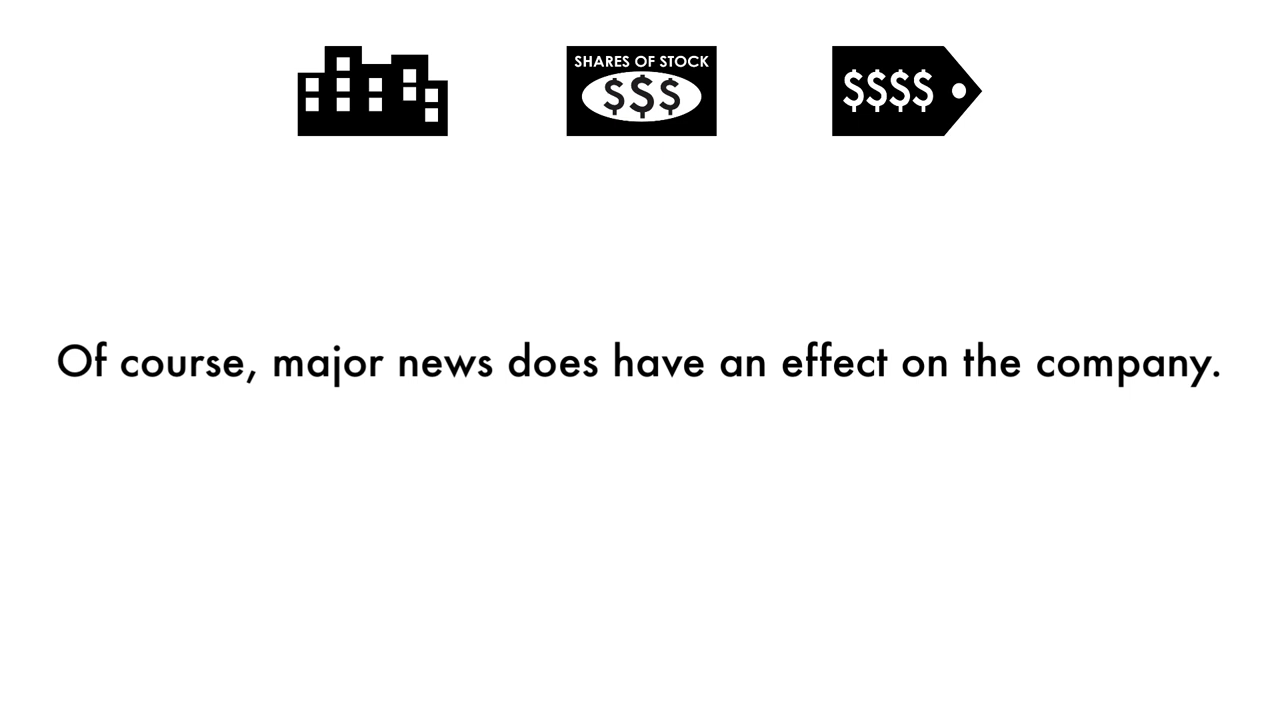 SHARES OF STOCK
$$$
$$$$
Of course, major news does have an effect on the company.